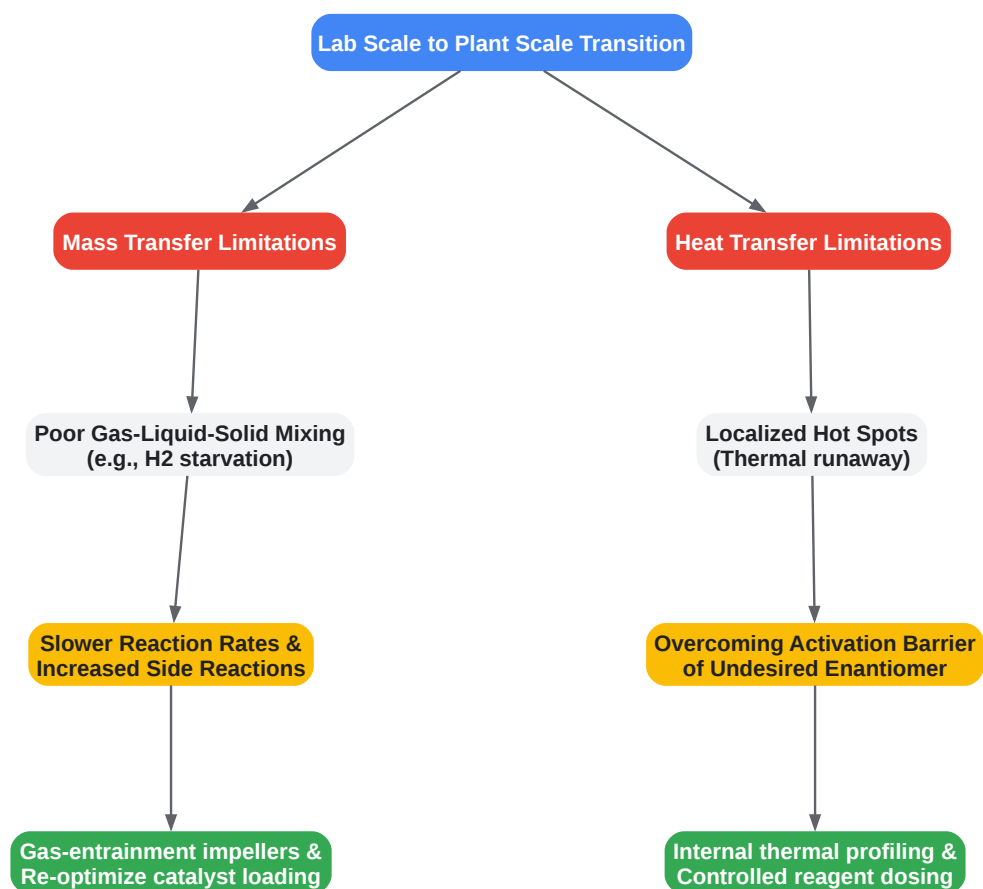 Lab Scale to Plant Scale Transition
Mass Transfer Limitations
Heat Transfer Limitations
Poor Gas-Liquid-Solid Mixing
(e.g., H2 starvation)
Localized Hot Spots
(Thermal runaway)
Slower Reaction Rates &
Increased Side Reactions
Overcoming Activation Barrier
of Undesired Enantiomer
Gas-entrainment impellers &
Re-optimize catalyst loading
Internal thermal profiling &
Controlled reagent dosing